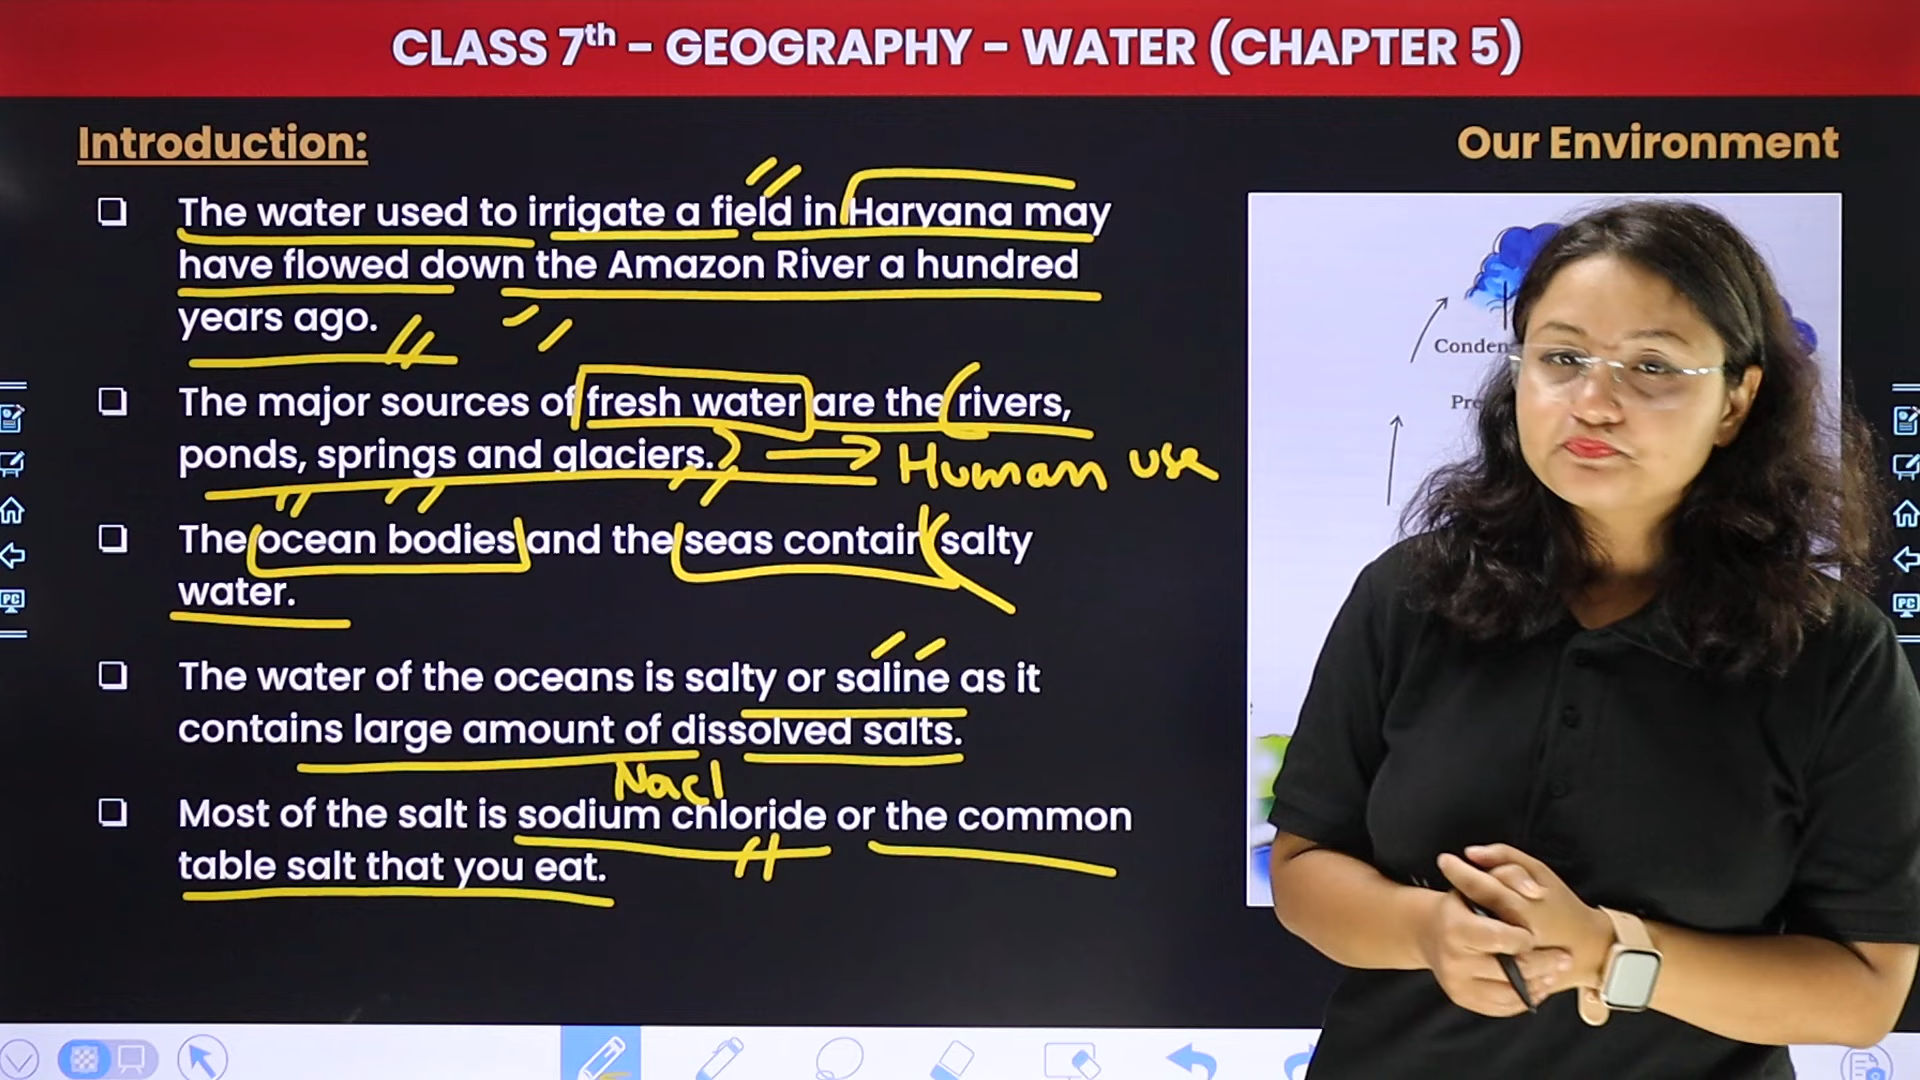 CLASS 7th - GEOGRAPHY - WATER (CHAPTER 5)
Introduction:
Our Environment
The water used to irrigate a field in Haryana may
have flowed down the Amazon River a hundred
years ago.
The major sources of fresh water are the rivers,
ponds, springs and glaciers.
Human use
The ocean bodies and the seas contain salty
water.
The water of the oceans is salty or saline as it
contains large amount of dissolved salts.
Nacl
Most of the salt is sodium chloride or the common
table salt that you eat.
Conden
Pre
PC
PC